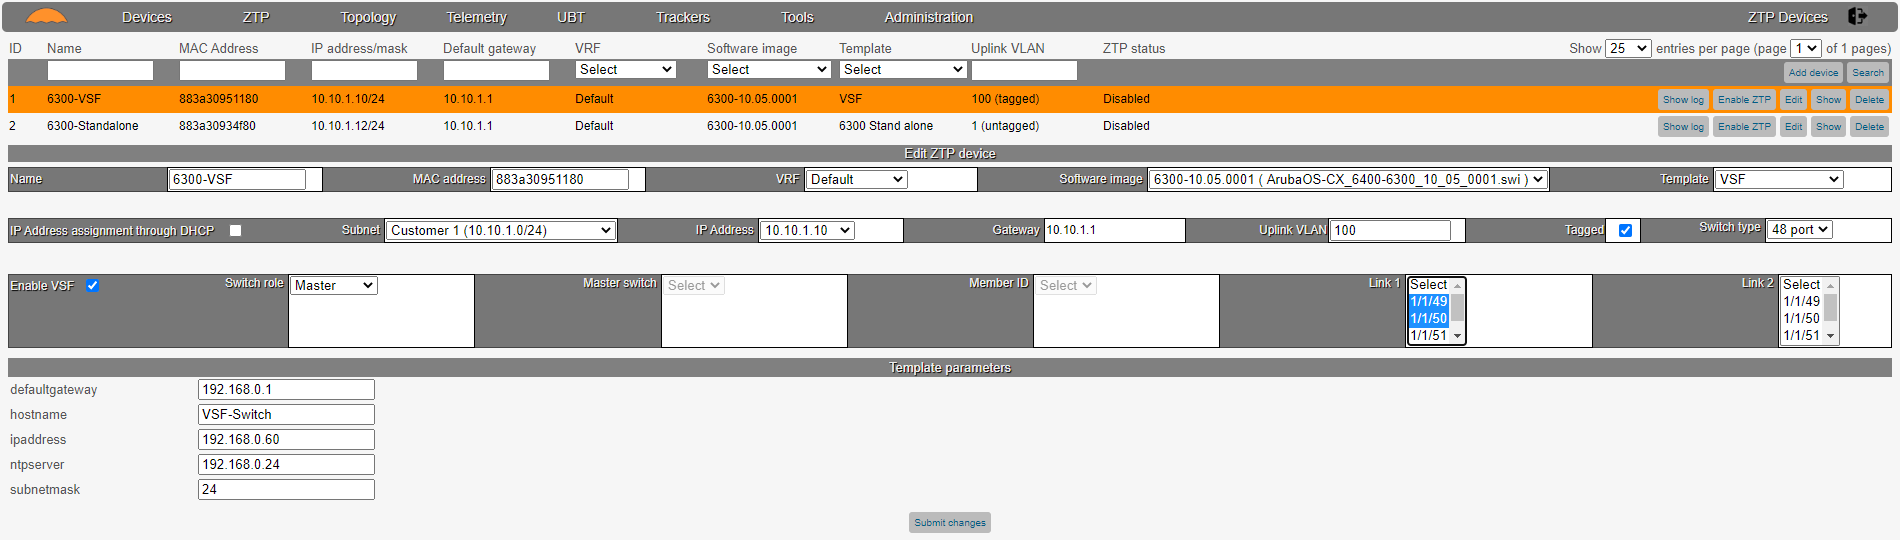 Devices ZTP Topology Telemetry UBT Trackers Tools Administration ZTP Devices
ID Name MAC Address IP address/mask Default gateway VRF Software image Template Uplink VLAN ZTP status Show 25 entries per page (page 1 of 1 pages)
Select Select Select Add device Search
1 6300-VSF 883a30951180 10.10.1.10/24 10.10.1.1 Default 6300-10.05.0001 VSF 100 (tagged) Disabled Show log Enable ZTP Edit Show Delete
2 6300-Standalone 883a30934f80 10.10.1.12/24 10.10.1.1 Default 6300-10.05.0001 6300 Stand alone 1 (untagged) Disabled Show log Enable ZTP Edit Show Delete
Edit ZTP device
Name 6300-VSF MAC address 883a30951180 VRF Default Software image 6300-10.05.0001 ( ArubaOS-CX_6400-6300_10_05_0001.swi ) Template VSF
IP Address assignment through DHCP Subnet Customer 1 (10.10.1.0/24) IP Address 10.10.1.10 Gateway 10.10.1.1 Uplink VLAN 100 Tagged Switch type 48 port
Enable VSF Switch role Master Master switch Select Member ID Select Link 1 Select Link 2 Select
1/1/49 1/1/49
1/1/50 1/1/50
1/1/51 1/1/51
Template parameters
defaultgateway 192.168.0.1
hostname VSF-Switch
ipaddress 192.168.0.60
ntpserver 192.168.0.24
subnetmask 24
Submit changes